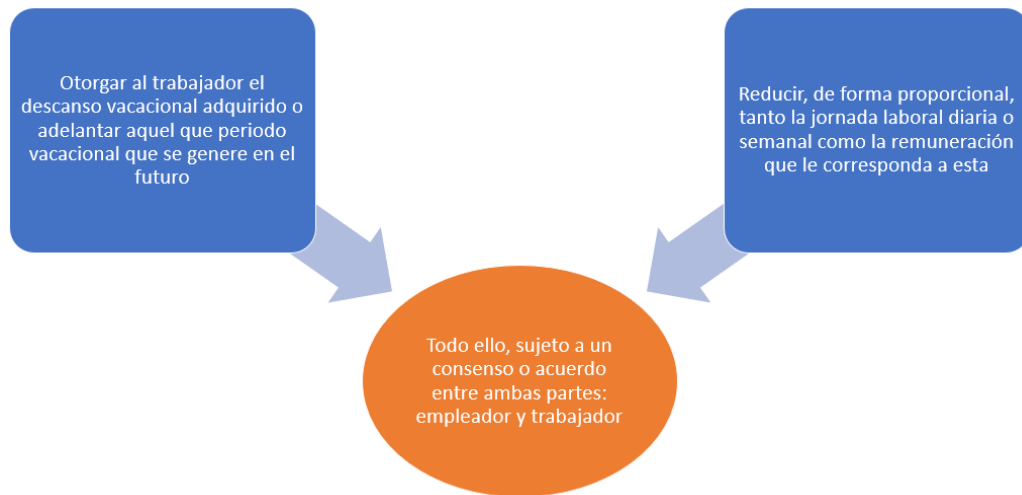 Otorgar al trabajador el
descanso vacacional adquirido o
adelantar aquel que periodo
vacacional que se genere en el
futuro
Reducir, de forma proporcional,
tanto la jornada laboral diaria o
semanal como la remuneración
que le corresponda a esta
Todo ello, sujeto a un
consenso o acuerdo
entre ambas partes:
empleador y trabajador